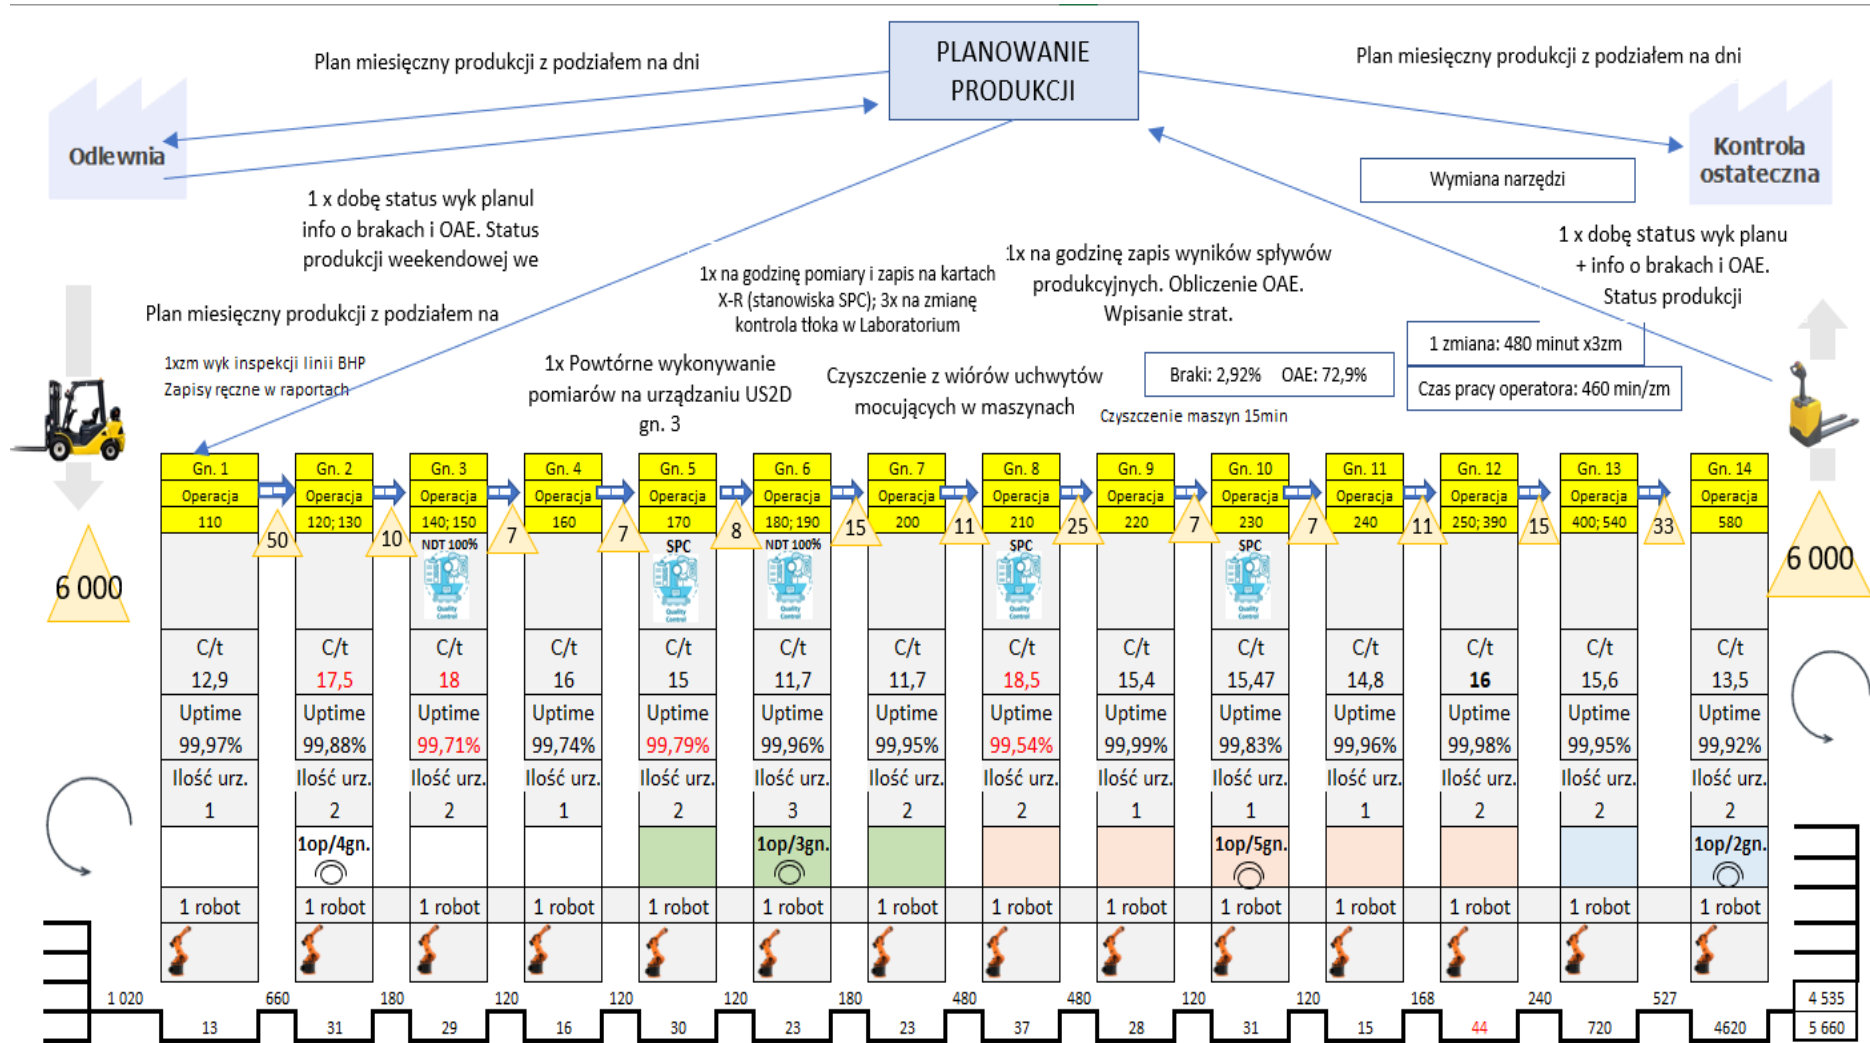 PLANOWANIE
PRODUKCJI
Plan miesięczny produkcji z podziałem na dni
Plan miesięczny produkcji z podziałem na dni
Odlewnia
Kontrola
ostateczna
Wymiana narzędzi
1 x dobę status wyk planul
info o brakach i OAE. Status
produkcji weekendowej we
1x na godzinę pomiary i zapis na kartach
X-R (stanowiska SPC); 3x na zmianę
kontrola tłoka w Laboratorium
1x na godzinę zapis wyników spływów
produkcyjnych. Obliczenie OAE.
Wpisanie strat.
1 x dobę status wyk planu
+ info o brakach i OAE.
Status produkcji
Plan miesięczny produkcji z podziałem na
1xzm wyk inspekcji linii BHP
Zapisy ręczne w raportach
1x Powtórne wykonywanie
pomiarów na urządzaniu US2D
gn. 3
Czyszczenie z wiórów uchwytów
mocujących w maszynach
Braki: 2,92% OAE: 72,9%
Czyszczenie maszyn 15min
1 zmiana: 480 minut x3zm
Czas pracy operatora: 460 min/zm
Gn. 1 Gn. 2 Gn. 3 Gn. 4 Gn. 5 Gn. 6 Gn. 7 Gn. 8 Gn. 9 Gn. 10 Gn. 11 Gn. 12 Gn. 13 Gn. 14
Operacja Operacja Operacja Operacja Operacja Operacja Operacja Operacja Operacja Operacja Operacja Operacja Operacja Operacja
110 120; 130 140; 150 160 170 180; 190 200 210 220 230 240 250; 390 400; 540 580
50 10 7 7 8 15 11 25 7 7 11 15 33
6 000 6 000
NDT 100% SPC NDT 100% SPC SPC
Quality Quality Quality Quality Quality
Control Control Control Control Control
C/t C/t C/t C/t C/t C/t C/t C/t C/t C/t C/t C/t C/t C/t
12,9 17,5 18 16 15 11,7 11,7 18,5 15,4 15,47 14,8 16 15,6 13,5
Uptime Uptime Uptime Uptime Uptime Uptime Uptime Uptime Uptime Uptime Uptime Uptime Uptime Uptime
99,97% 99,88% 99,71% 99,74% 99,79% 99,96% 99,95% 99,54% 99,99% 99,83% 99,96% 99,98% 99,95% 99,92%
Ilość urz. Ilość urz. Ilość urz. Ilość urz. Ilość urz. Ilość urz. Ilość urz. Ilość urz. Ilość urz. Ilość urz. Ilość urz. Ilość urz. Ilość urz. Ilość urz.
1 2 2 1 2 3 2 2 1 1 1 2 2 2
1op/4gn. 1op/3gn. 1op/5gn. 1op/2gn.
1 robot 1 robot 1 robot 1 robot 1 robot 1 robot 1 robot 1 robot 1 robot 1 robot 1 robot 1 robot 1 robot 1 robot
1 020 660 180 120 120 120 180 480 480 120 120 168 240 527 4 535
13 31 29 16 30 23 23 37 28 31 15 44 720 4620 5 660